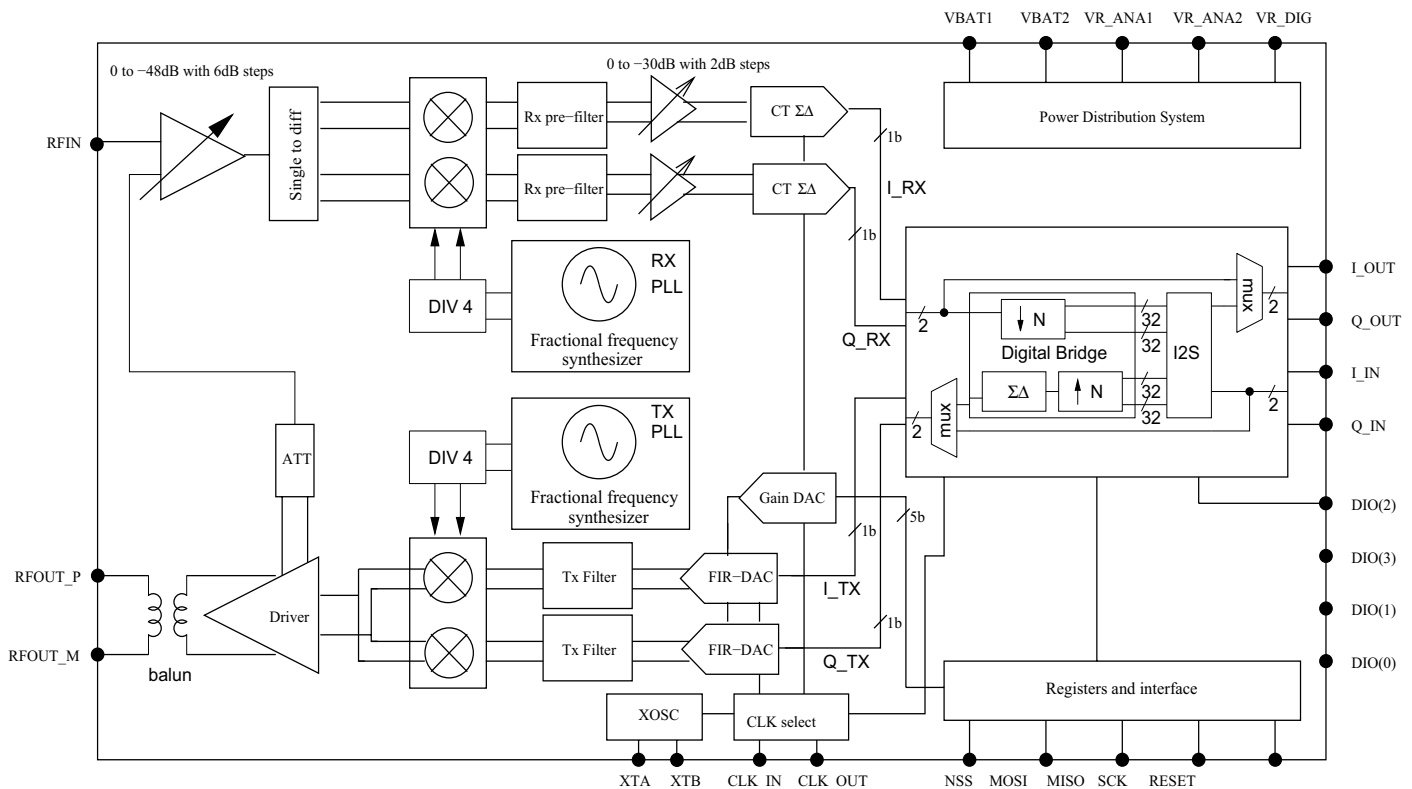 VBAT1 VBAT2 VR_ANA1 VR_ANA2 VR_DIG
0 to −48dB with 6dB steps
0 to −30dB with 2dB steps
RFIN
Single to diff
Rx pre−filter
Rx pre−filter
CT ΣΔ
CT ΣΔ
1b
1b
I_RX
Q_RX
Power Distribution System
DIV 4
RX
PLL
Fractional frequency
synthesizer
2
N
Digital Bridge
32
32
I2S
mux
2
ΣΔ
N
32
32
mux
2
2
I_OUT
Q_OUT
I_IN
Q_IN
DIO(2)
DIO(3)
DIO(1)
DIO(0)
TX
PLL
DIV 4
Fractional frequency
synthesizer
ATT
Gain DAC
1b
5b
RFOUT_P
RFOUT_M
balun
Driver
Tx Filter
Tx Filter
FIR−DAC
FIR−DAC
I_TX
1b
Q_TX
XOSC
CLK select
Registers and interface
XTA XTB CLK_IN CLK_OUT
NSS MOSI MISO SCK RESET